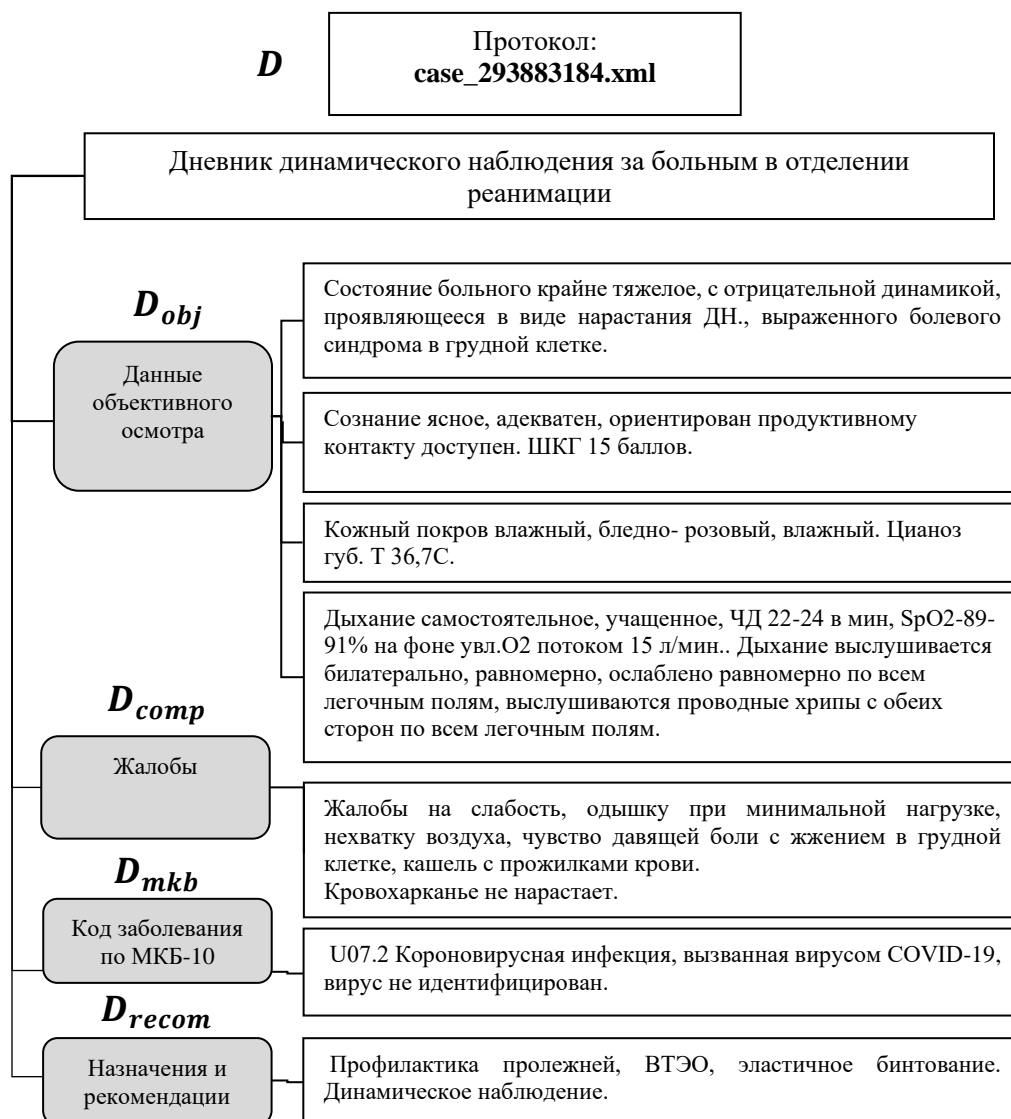 D
Протокол:
case_293883184.xml
Дневник динамического наблюдения за больным в отделении
реанимации
D_obj
Данные
объективного
осмотра
Состояние больного крайне тяжелое, с отрицательной динамикой,
проявляющееся в виде нарастания ДН., выраженного болевого
синдрома в грудной клетке.
Сознание ясное, адекватен, ориентирован продуктивному
контакту доступен. ШКГ 15 баллов.
Кожный покров влажный, бледно- розовый, влажный. Цианоз
губ. Т 36,7С.
Дыхание самостоятельное, учащенное, ЧД 22-24 в мин, SpO2-89-
91% на фоне увл.О2 потоком 15 л/мин.. Дыхание выслушивается
билатерально, равномерно, ослаблено равномерно по всем
легочным полям, выслушиваются проводные хрипы с обеих
сторон по всем легочным полям.
D_comp
Жалобы
Жалобы на слабость, одышку при минимальной нагрузке,
нехватку воздуха, чувство давящей боли с жжением в грудной
клетке, кашель с прожилками крови.
Кровохарканье не нарастает.
D_mkb
Код заболевания
по МКБ-10
U07.2 Короновирусная инфекция, вызванная вирусом COVID-19,
вирус не идентифицирован.
D_recom
Назначения и
рекомендации
Профилактика пролежней, ВТЭО, эластичное бинтование.
Динамическое наблюдение.